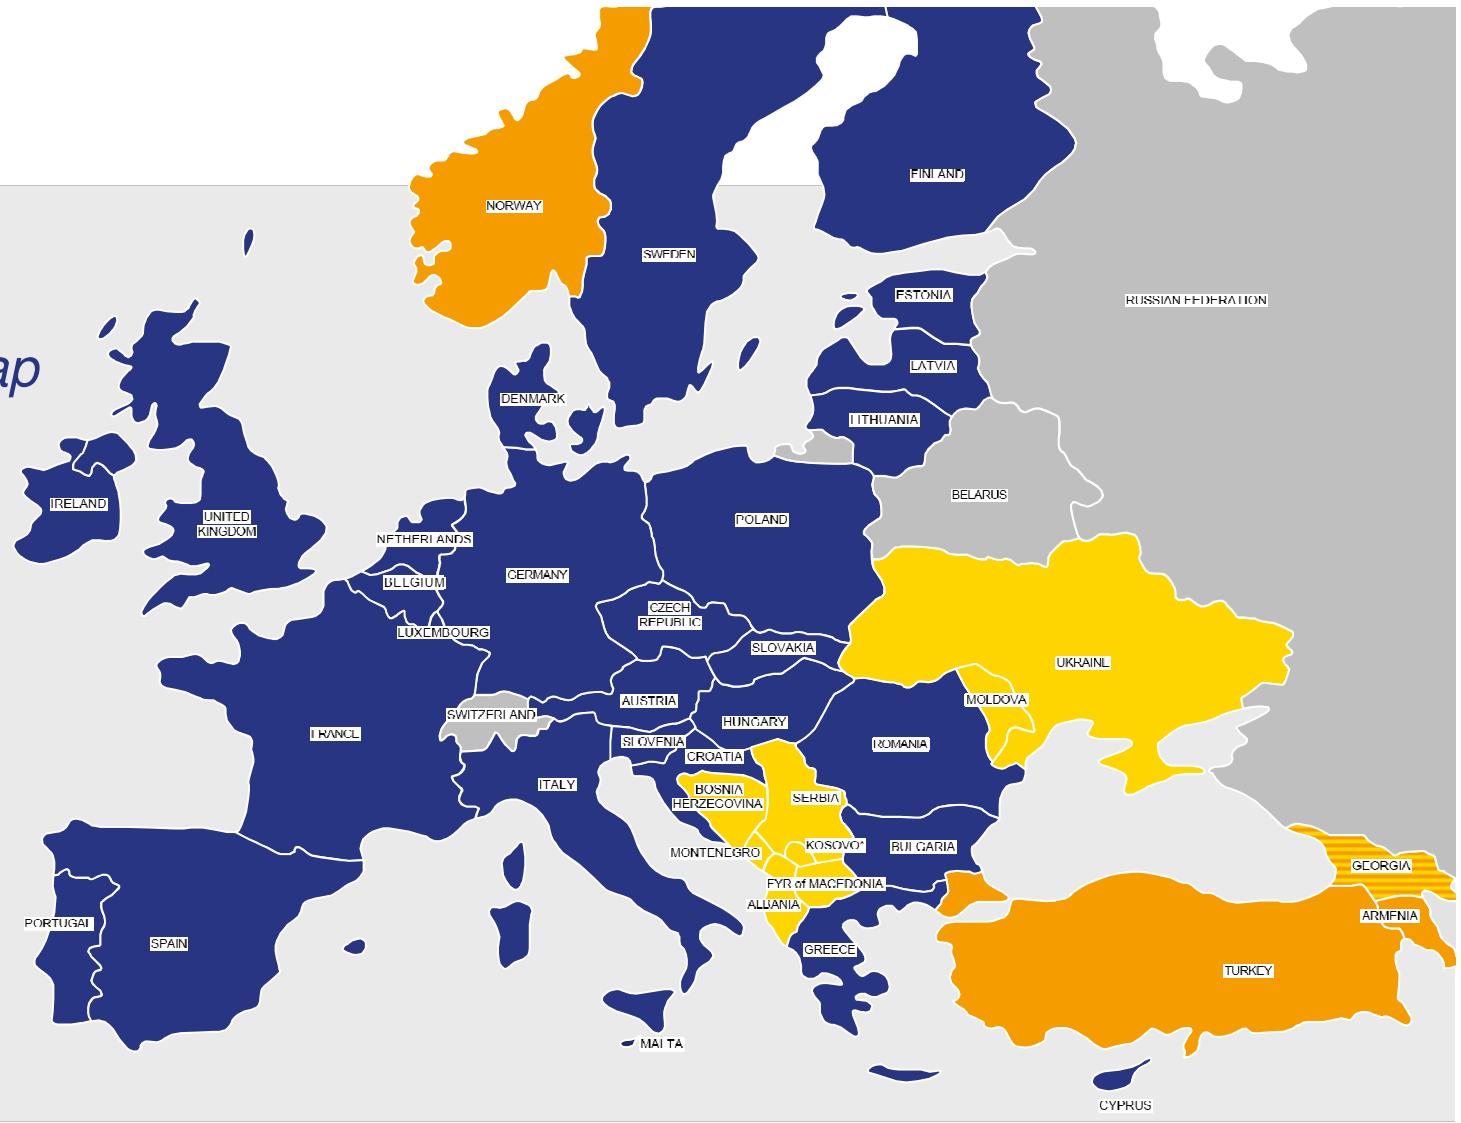 NORWAY
FINLAND
SWEDEN
ESTONIA
RUSSIAN FEDERATION
ap
LATVIA
DENMARK
LITHUANIA
BELARUS
IRELAND
UNITED
KINGDOM
POLAND
NETHERLANDS
GERMANY
BELGIUM
CZECH
REPUBLIC
LUXEMBOURG
SLOVAKIA
UKRAINE
AUSTRIA
MOLDOVA
SWITZERLAND
HUNGARY
FRANCE
SLOVENIA
ROMANIA
CROATIA
ITALY
BOSNIA
HERZEGOVINA
SERBIA
KOSOVO*
BULGARIA
MONTENEGRO
GEORGIA
FYR of MACEDONIA
ALBANIA
ARMENIA
PORTUGAL
SPAIN
GREECE
TURKEY
MALTA
CYPRUS